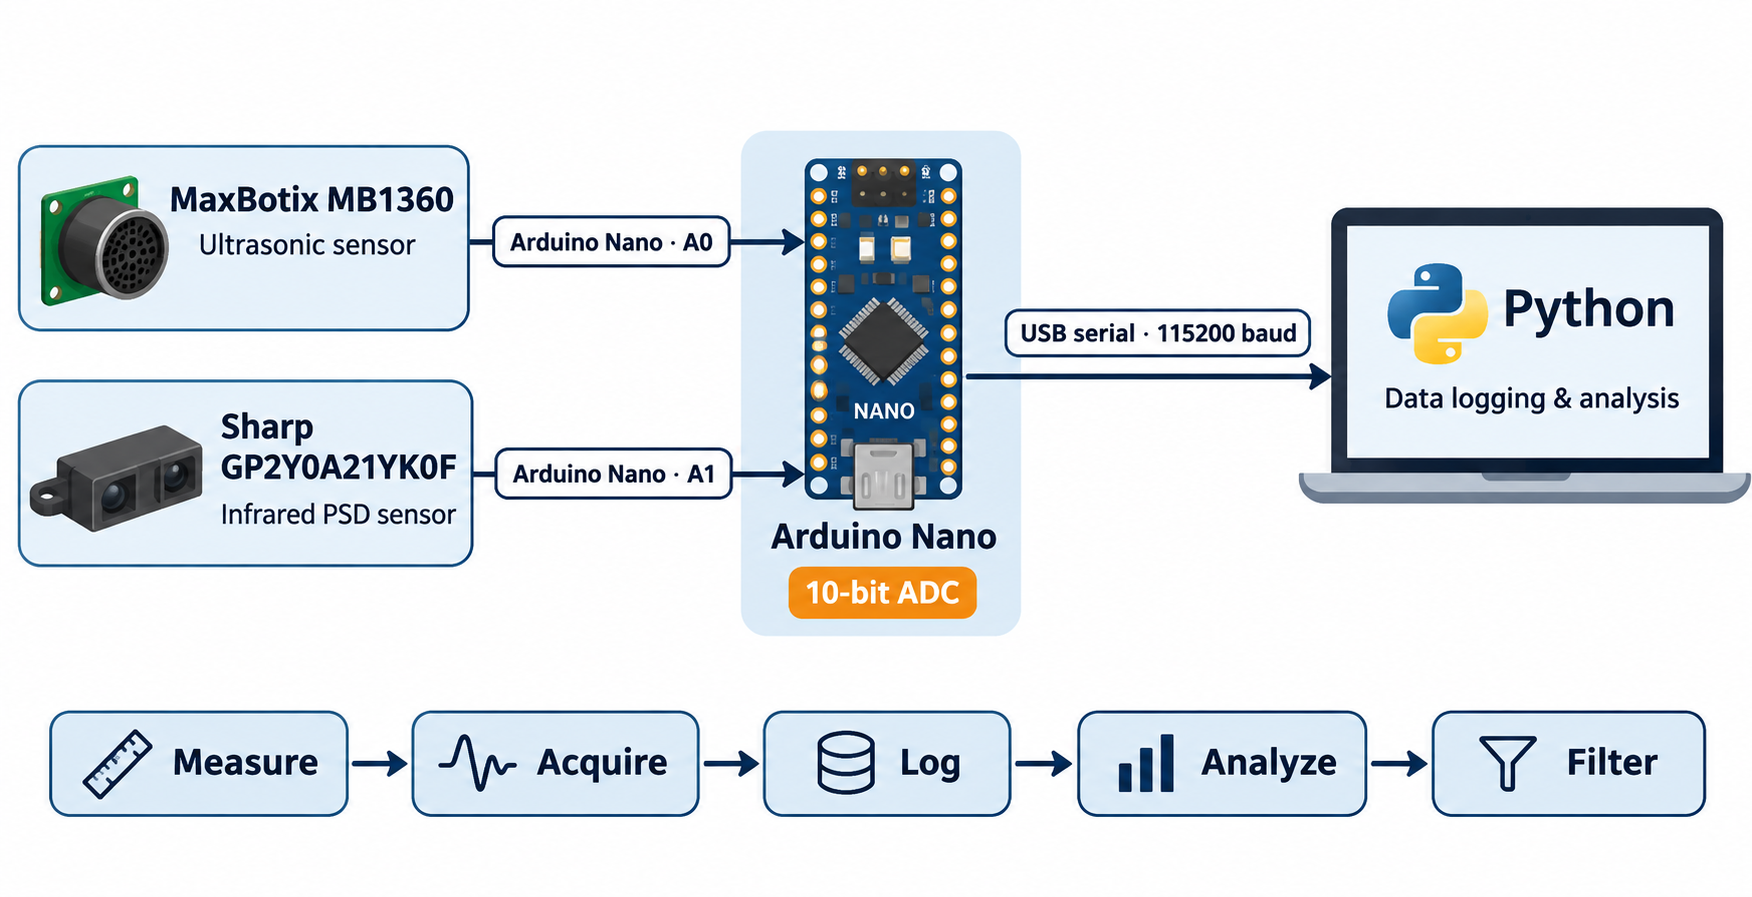 MaxBotix MB1360
Ultrasonic sensor
Arduino Nano · A0
Sharp
GP2Y0A21YK0F
Infrared PSD sensor
Arduino Nano · A1
NANO
Arduino Nano
10-bit ADC
USB serial · 115200 baud
Python
Data logging & analysis
Measure
Acquire
Log
Analyze
Filter